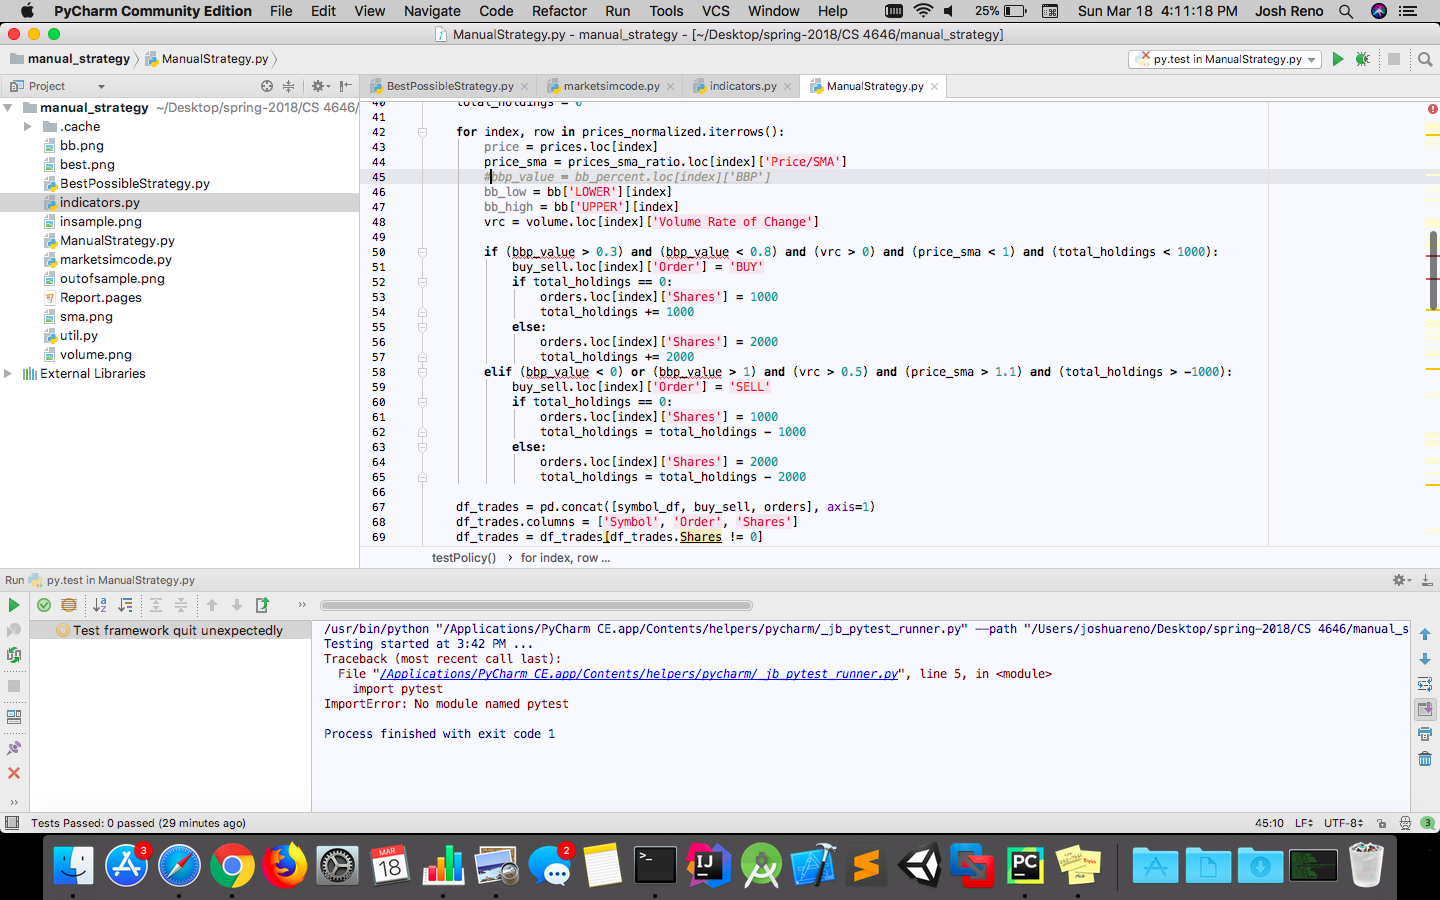 PyCharm Community Edition File Edit View Navigate Code Refactor Run Tools VCS Window Help 25% Sun Mar 18 4:11:18 PM Josh Reno
ManualStrategy.py - manual_strategy - [~/Desktop/spring-2018/CS 4646/manual_strategy]
manual_strategy ManualStrategy.py py.test in ManualStrategy.py
Project BestPossibleStrategy.py marketsimcode.py indicators.py ManualStrategy.py
manual_strategy ~/Desktop/spring-2018/CS 4646/
.cache
bb.png
best.png
BestPossibleStrategy.py
indicators.py
insample.png
ManualStrategy.py
marketsimcode.py
outofsample.png
Report.pages
sma.png
util.py
volume.png
External Libraries
40 total_holdings = 0
41
42 for index, row in prices_normalized.iterrows():
43 price = prices.loc[index]
44 price_sma = prices_sma_ratio.loc[index]['Price/SMA']
45 #bbp_value = bb_percent.loc[index]['BBP']
46 bb_low = bb['LOWER'][index]
47 bb_high = bb['UPPER'][index]
48 vrc = volume.loc[index]['Volume Rate of Change']
49
50 if (bbp_value > 0.3) and (bbp_value < 0.8) and (vrc > 0) and (price_sma < 1) and (total_holdings < 1000):
51 buy_sell.loc[index]['Order'] = 'BUY'
52 if total_holdings == 0:
53 orders.loc[index]['Shares'] = 1000
54 total_holdings += 1000
55 else:
56 orders.loc[index]['Shares'] = 2000
57 total_holdings += 2000
58 elif (bbp_value < 0) or (bbp_value > 1) and (vrc > 0.5) and (price_sma > 1.1) and (total_holdings > -1000):
59 buy_sell.loc[index]['Order'] = 'SELL'
60 if total_holdings == 0:
61 orders.loc[index]['Shares'] = 1000
62 total_holdings = total_holdings - 1000
63 else:
64 orders.loc[index]['Shares'] = 2000
65 total_holdings = total_holdings - 2000
66
67 df_trades = pd.concat([symbol_df, buy_sell, orders], axis=1)
68 df_trades.columns = ['Symbol', 'Order', 'Shares']
69 df_trades = df_trades[df_trades.Shares != 0]
testPolicy() for index, row ...
Run py.test in ManualStrategy.py
Test framework quit unexpectedly
/usr/bin/python "/Applications/PyCharm CE.app/Contents/helpers/pycharm/_jb_pytest_runner.py" --path "/Users/joshuareno/Desktop/spring-2018/CS 4646/manual_s
Testing started at 3:42 PM ...
Traceback (most recent call last):
File "/Applications/PyCharm CE.app/Contents/helpers/pycharm/_jb_pytest_runner.py", line 5, in <module>
import pytest
ImportError: No module named pytest
Process finished with exit code 1
Tests Passed: 0 passed (29 minutes ago) 45:10 LF UTF-8 3
3 MAR 18 2 >_ IJ PC